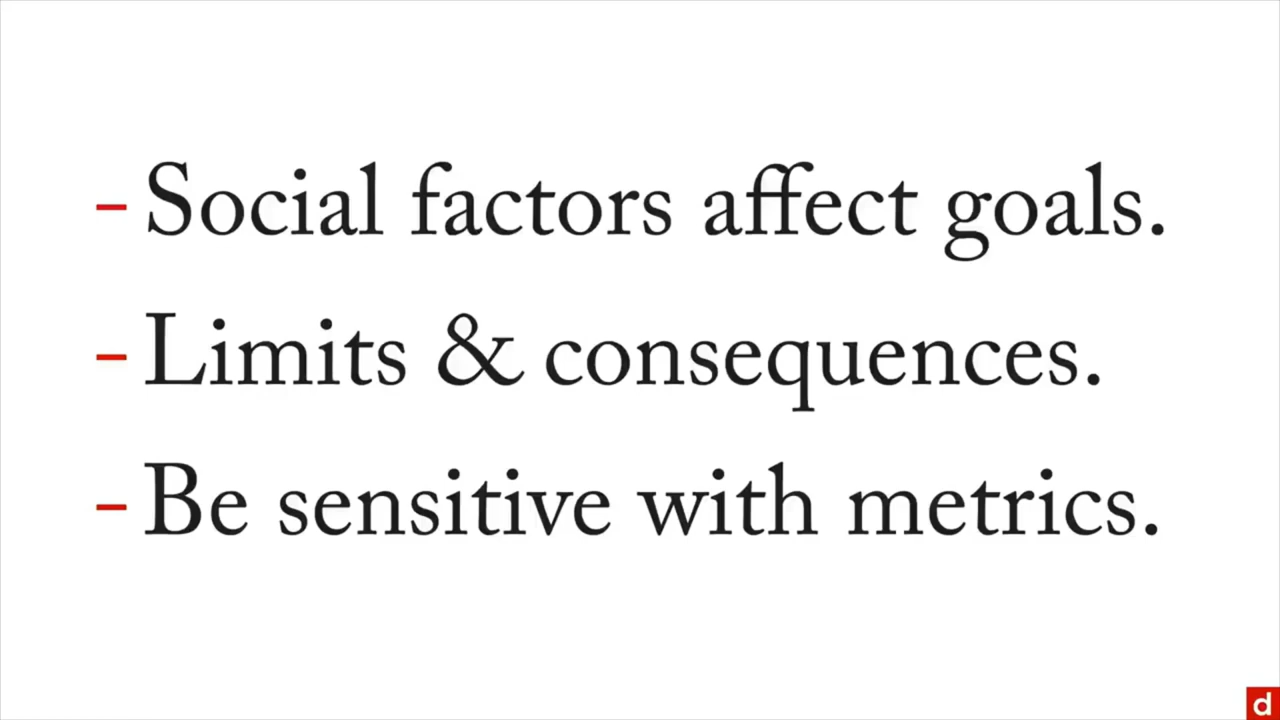 – Social factors affect goals.
– Limits & consequences.
– Be sensitive with metrics.
d